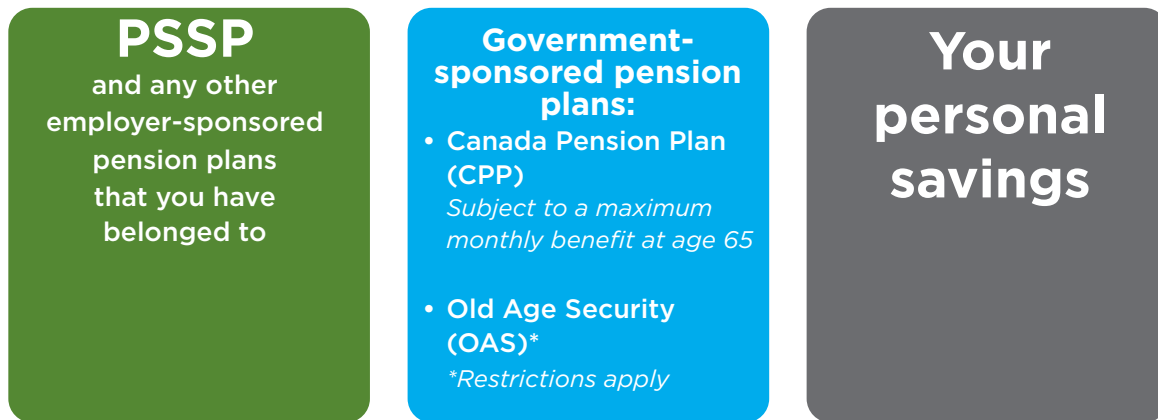 PSSP
and any other
employer-sponsored
pension plans
that you have
belonged to
Government-
sponsored pension
plans:
• Canada Pension Plan
(CPP)
Subject to a maximum
monthly benefit at age 65
• Old Age Security
(OAS)*
*Restrictions apply
Your
personal
savings